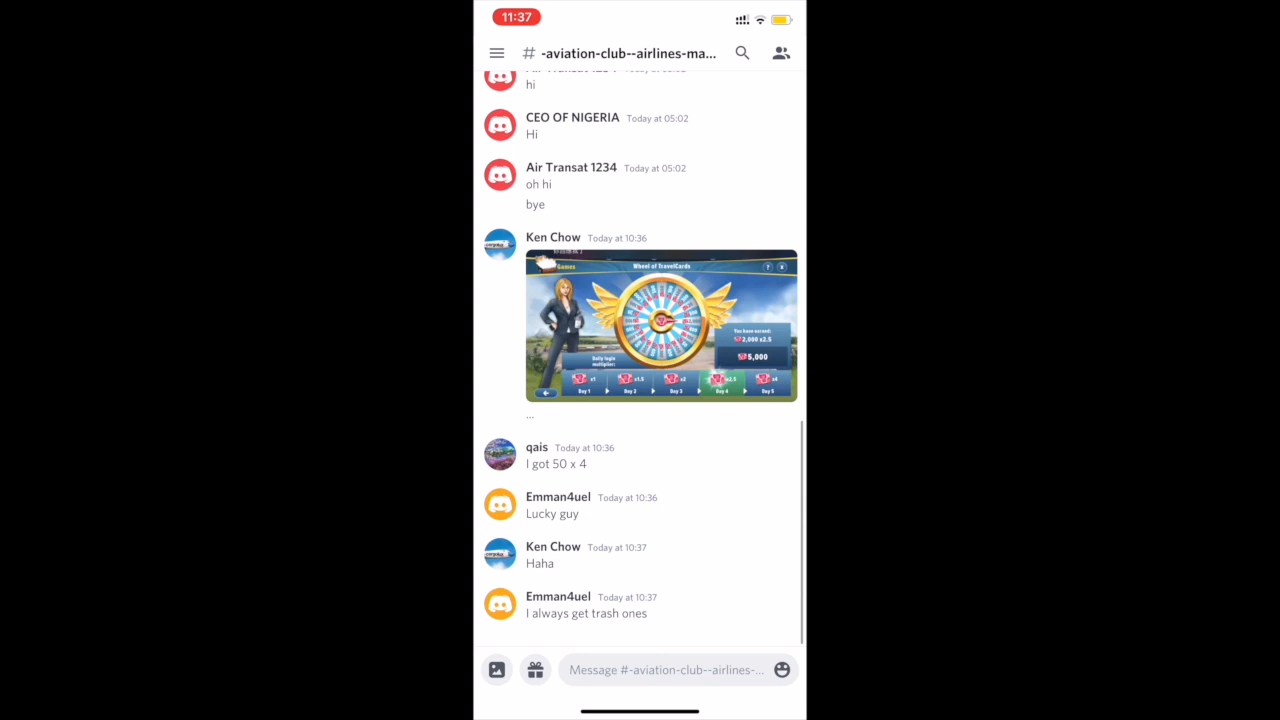 11:37
# -aviation-club--airlines-ma...
hi
CEO OF NIGERIA Today at 05:02
Hi
Air Transat 1234 Today at 05:02
oh hi
bye
Ken Chow Today at 10:36
Games
Wheel of TravelCards
? x
You have earned:
2,000 x2.5
5,000
Daily login
multiplier:
x1 x1.5 x2 x2.5 x4
Day 1 Day 2 Day 3 Day 4 Day 5
...
qais Today at 10:36
I got 50 x 4
Emman4uel Today at 10:36
Lucky guy
Ken Chow Today at 10:37
Haha
Emman4uel Today at 10:37
I always get trash ones
Message #-aviation-club--airlines-...